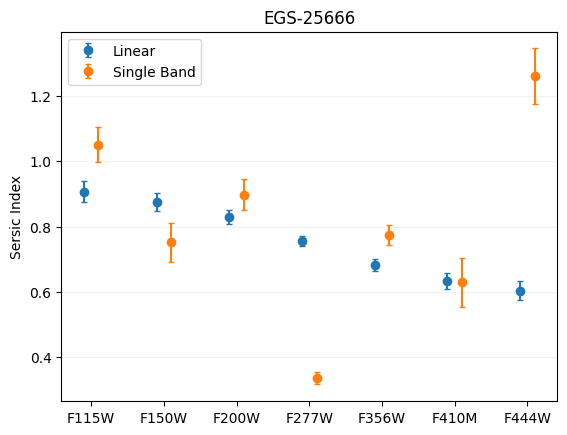 EGS-25666
Linear
Single Band
Sersic Index
1.2
1.0
0.8
0.6
0.4
F115W F150W F200W F277W F356W F410M F444W